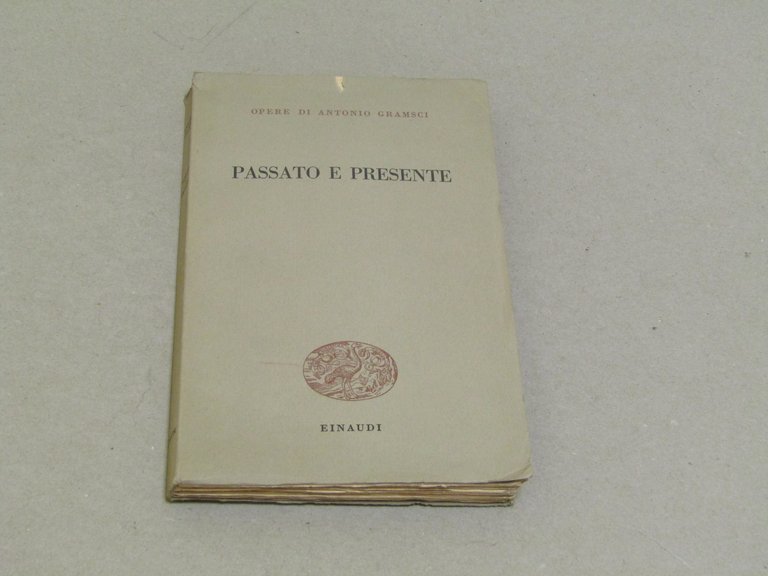 OPERE DI ANTONIO GRAMSCI
PASSATO E PRESENTE
EINAUDI